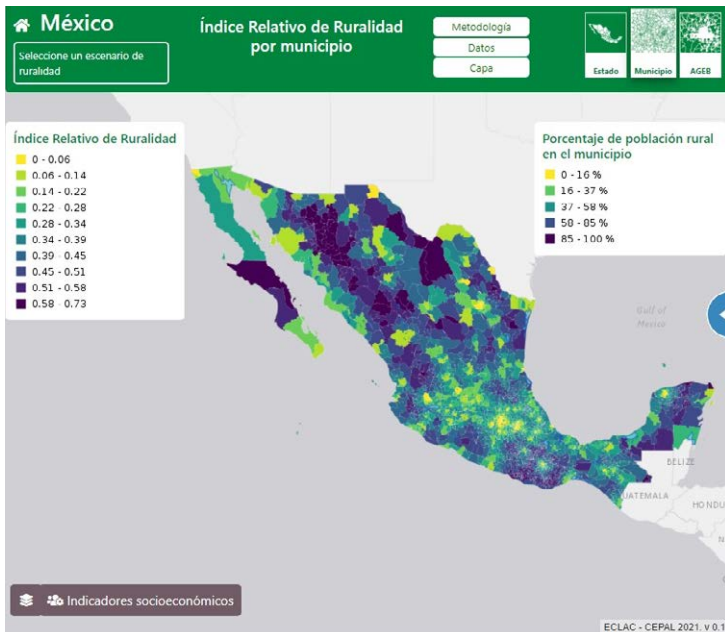 México
Seleccione un escenario de
ruralidad
Índice Relativo de Ruralidad
por municipio
Metodología
Datos
Capa
Estado
Municipio
AGEB
Índice Relativo de Ruralidad
0 - 0.06
0.06 - 0.14
0.14 - 0.22
0.22 - 0.28
0.28 - 0.34
0.34 - 0.39
0.39 - 0.45
0.45 - 0.51
0.51 - 0.58
0.58 - 0.73
Porcentaje de población rural
en el municipio
0 - 16 %
16 - 37 %
37 - 58 %
58 - 85 %
85 - 100 %
Gulf of
Mexico
BELIZE
UATEMALA
HONDU
N
Indicadores socioeconómicos
ECLAC - CEPAL 2021. v 0.1